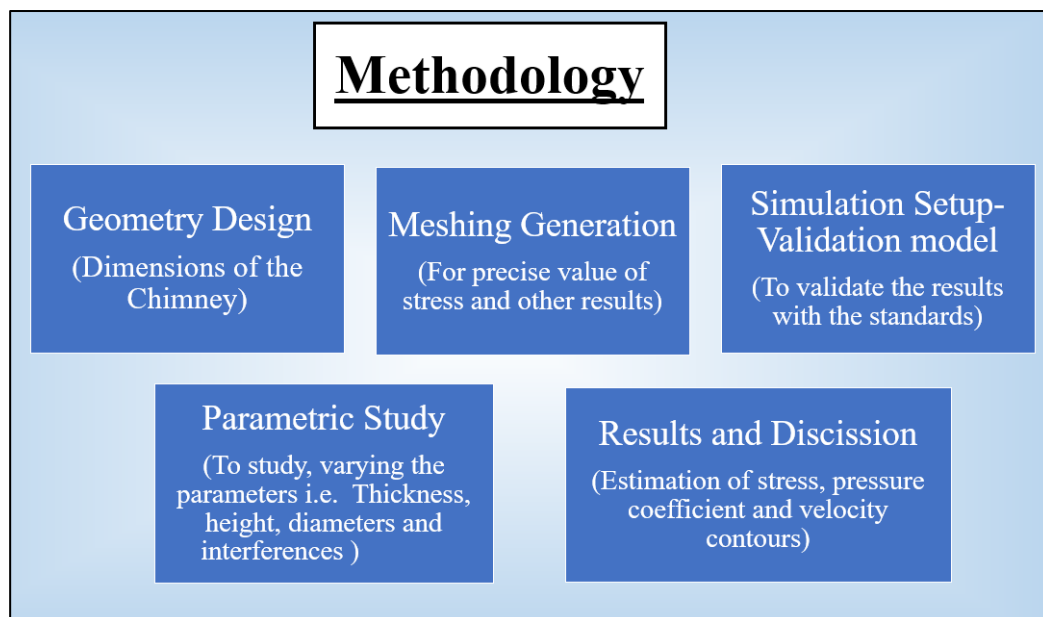 Methodology
Geometry Design
(Dimensions of the
Chimney)
Meshing Generation
(For precise value of
stress and other results)
Simulation Setup-
Validation model
(To validate the results
with the standards)
Parametric Study
(To study, varying the
parameters i.e.  Thickness,
height, diameters and
interferences )
Results and Discission
(Estimation of stress, pressure
coefficient and velocity
contours)